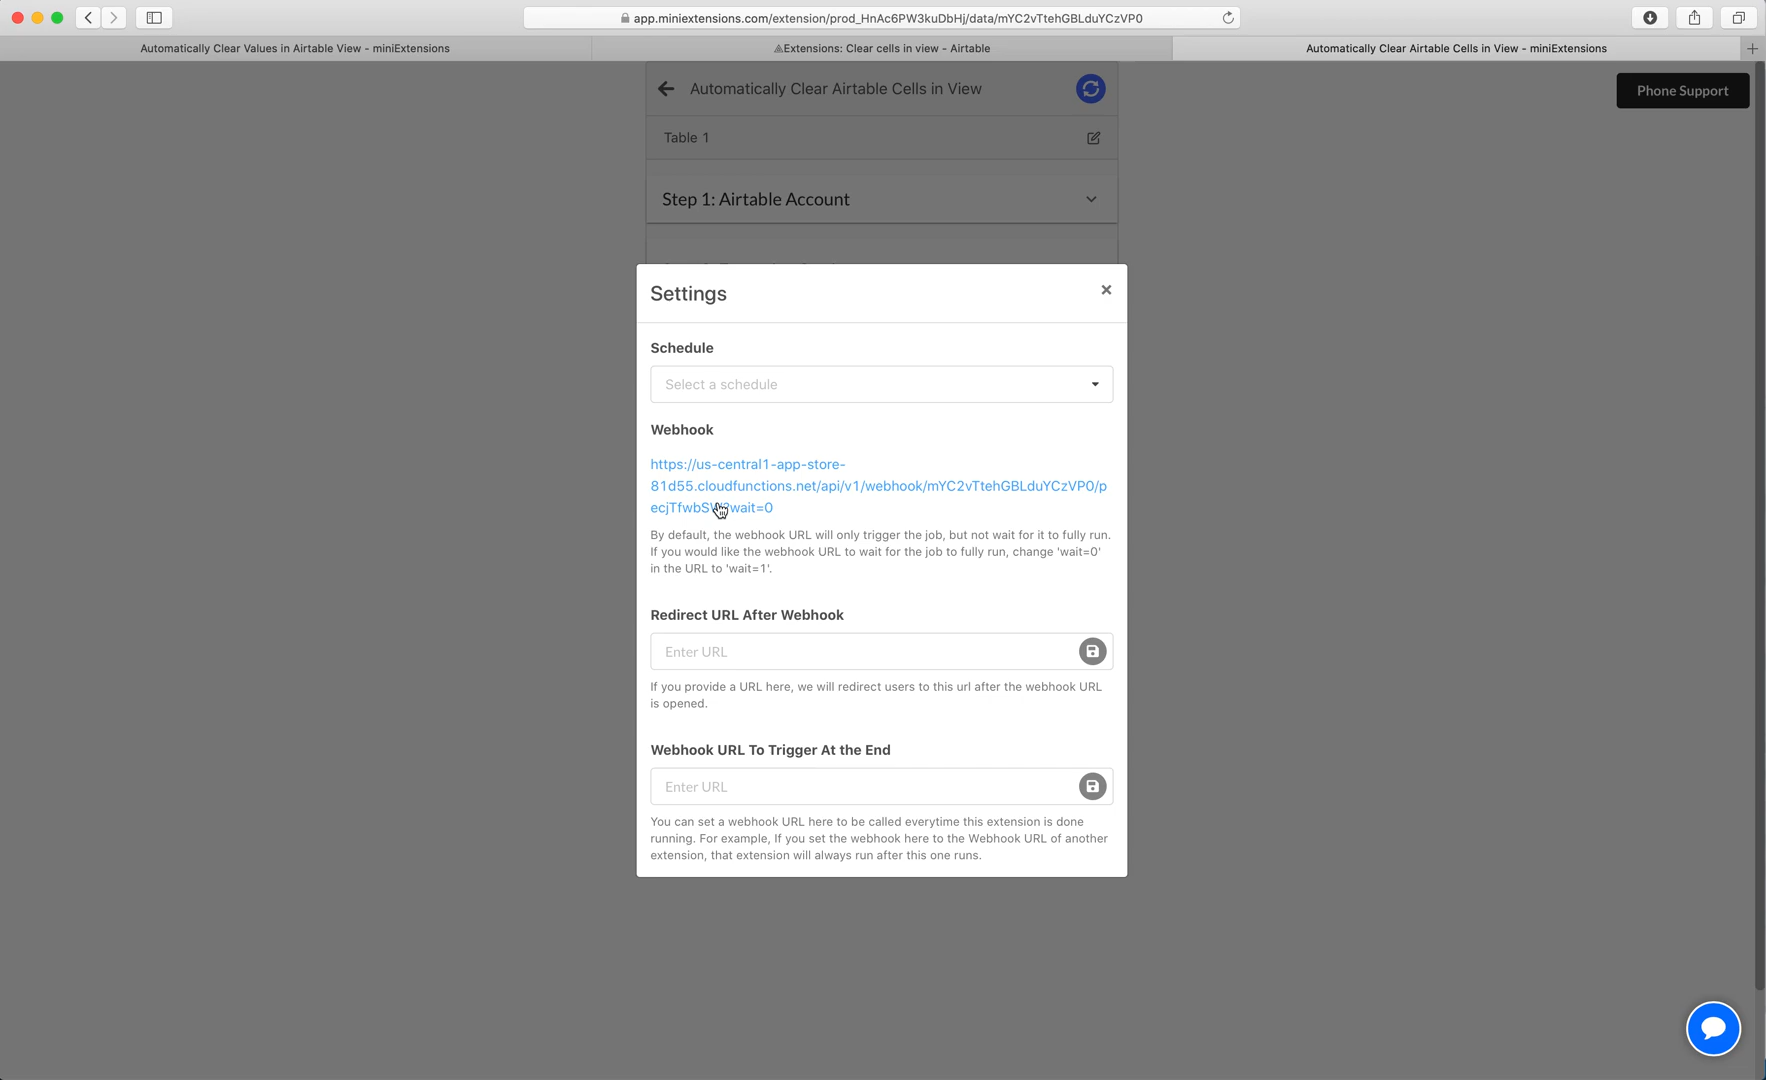 app.miniextensions.com/extension/prod_HnAc6PW3kuDbHj/data/mYC2vTtehGBLduYCzVP0
Automatically Clear Values in Airtable View - miniExtensions
Extensions: Clear cells in view - Airtable
Automatically Clear Airtable Cells in View - miniExtensions
Automatically Clear Airtable Cells in View
Phone Support
Table 1
Step 1: Airtable Account
Settings
Schedule
Select a schedule
Webhook
https://us-central1-app-store-
81d55.cloudfunctions.net/api/v1/webhook/mYC2vTtehGBLduYCzVP0/p
wait=0
By default, the webhook URL will only trigger the job, but not wait for it to fully run.
If you would like the webhook URL to wait for the job to fully run, change 'wait=0'
in the URL to 'wait=1'.
Redirect URL After Webhook
Enter URL
If you provide a URL here, we will redirect users to this url after the webhook URL
is opened.
Webhook URL To Trigger At the End
Enter URL
You can set a webhook URL here to be called everytime this extension is done
running. For example, If you set the webhook here to the Webhook URL of another
extension, that extension will always run after this one runs.